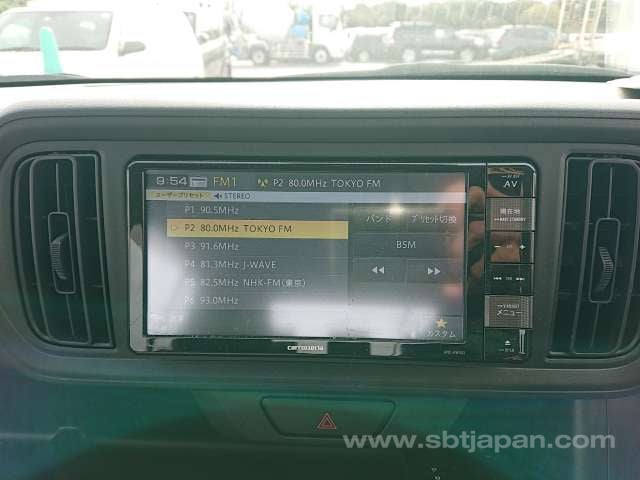 9:54 FM1 P2 80.0MHz TOKYO FM
ユーザープリセット STEREO
P1 90.5MHz
P2 80.0MHz TOKYO FM
P3 91.6MHz
P4 81.3MHz J-WAVE
P5 82.5MHz NHK-FM(東京)
P6 93.0MHz
バンド プリセット切換
BSM
カスタム
AV
現在地
メニュー
carrozzeria
www.sbtjapan.com